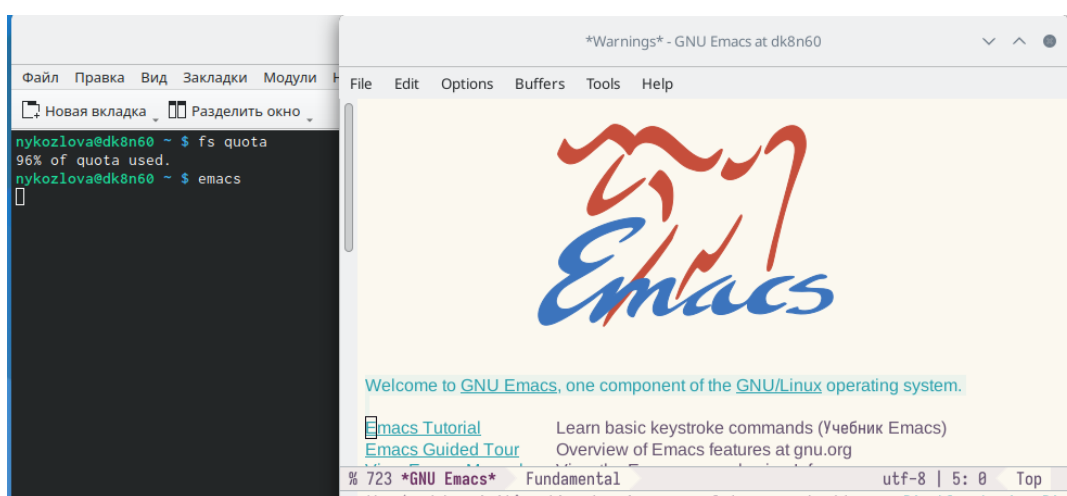 *Warnings* - GNU Emacs at dk8n60
Файл Правка Вид Закладки Модули
Новая вкладка Разделить окно
nykozlova@dk8n60 ~ $ fs quota
96% of quota used.
nykozlova@dk8n60 ~ $ emacs
File Edit Options Buffers Tools Help
Emacs
Welcome to GNU Emacs, one component of the GNU/Linux operating system.
Emacs Tutorial Learn basic keystroke commands (Учебник Emacs)
Emacs Guided Tour Overview of Emacs features at gnu.org
% 723 *GNU Emacs* Fundamental utf-8 | 5: 0 Top